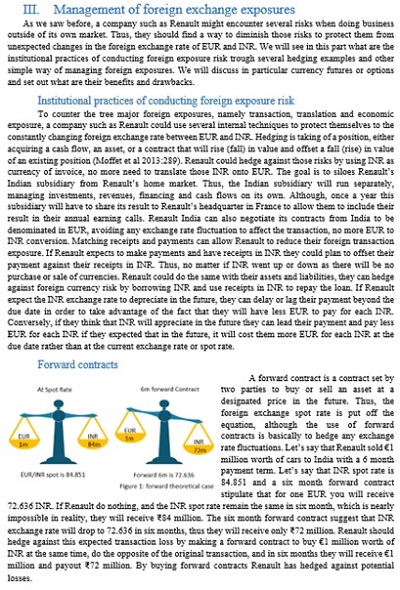 III. Management of foreign exchange exposures
As we saw before, a company such as Renault might encounter several risks when doing business
outside of its own market. Thus, they should find a way to diminish those risks to protect them from
unexpected changes in the foreign exchange rate of EUR and INR. We will see in this part what are the
institutional practices of conducting foreign exposure risk trough several hedging examples and other
simple way of managing foreign exposures. We will discuss in particular currency futures or options
and set out what are their benefits and drawbacks.
Institutional practices of conducting foreign exposure risk
To counter the tree major foreign exposures, namely transaction, translation and economic
exposure, a company such as Renault could use several internal techniques to protect themselves to the
constantly changing foreign exchange rate between EUR and INR. Hedging is taking of a position, either
acquiring a cash flow, an asset, or a contract that will rise (fall) in value and offset a fall (rise) in value
of an existing position (Moffet et al 2013:289). Renault could hedge against those risks by using INR as
currency of invoice, no more need to translate those INR onto EUR. The goal is to siloes Renault's
Indian subsidiary from Renault's home market. Thus, the Indian subsidiary will run separately,
managing investments, revenues, financing and cash flows on its own. Although, once a year this
subsidiary will have to share its result to Renault's headquarter in France to allow them to include their
result in their annual earning calls. Renault India can also negotiate its contracts from India to be
denominated in EUR, avoiding any exchange rate fluctuation to affect the transaction, no more EUR to
INR conversion. Matching receipts and payments can allow Renault to reduce their foreign transaction
exposure. If Renault expects to make payments and have receipts in INR they could plan to offset their
payment against their receipts in INR. Thus, no matter if INR went up or down as there will be no
purchase or sale of currencies. Renault could do the same with their assets and liabilities, they can hedge
against foreign currency risk by borrowing INR and use receipts in INR to repay the loan. If Renault
expect the INR exchange rate to depreciate in the future, they can delay or lag their payment beyond the
due date in order to take advantage of the fact that they will have less EUR to pay for each INR.
Conversely, if they think that INR will appreciate in the future they can lead their payment and pay less
EUR for each INR if they expected that in the future, it will cost them more EUR for each INR at the
due date rather than at the current exchange rate or spot rate.
Forward contracts
At Spot Rate
EUR
1m
INR
84m
EUR/INR spot is 84.851
6m forward Contract
EUR
1m
INR
72m
Forward 6m is 72,636
Figure 1: forward theoretical case
A forward contract is a contract set by
two parties to buy or sell an asset at a
designated price in the future. Thus, the
foreign exchange spot rate is put off the
equation, although the use of forward
contracts is basically to hedge any exchange
rate fluctuations. Let's say that Renault sold €1
million worth of cars to India with a 6 month
payment term. Let's say that INR spot rate is
84.851 and a six month forward contract
stipulate that for one EUR you will receive
72.636 INR. If Renault do nothing, and the INR spot rate remain the same in six month, which is nearly
impossible in reality, they will receive ₹84 million. The six month forward contract suggest that INR
exchange rate will drop to 72.636 in six months, thus they will receive only ₹72 million. Renault should
hedge against this expected transaction loss by making a forward contract to buy €1 million worth of
INR at the same time, do the opposite of the original transaction, and in six months they will receive €1
million and payout ₹72 million. By buying forward contracts Renault has hedged against potential
losses.